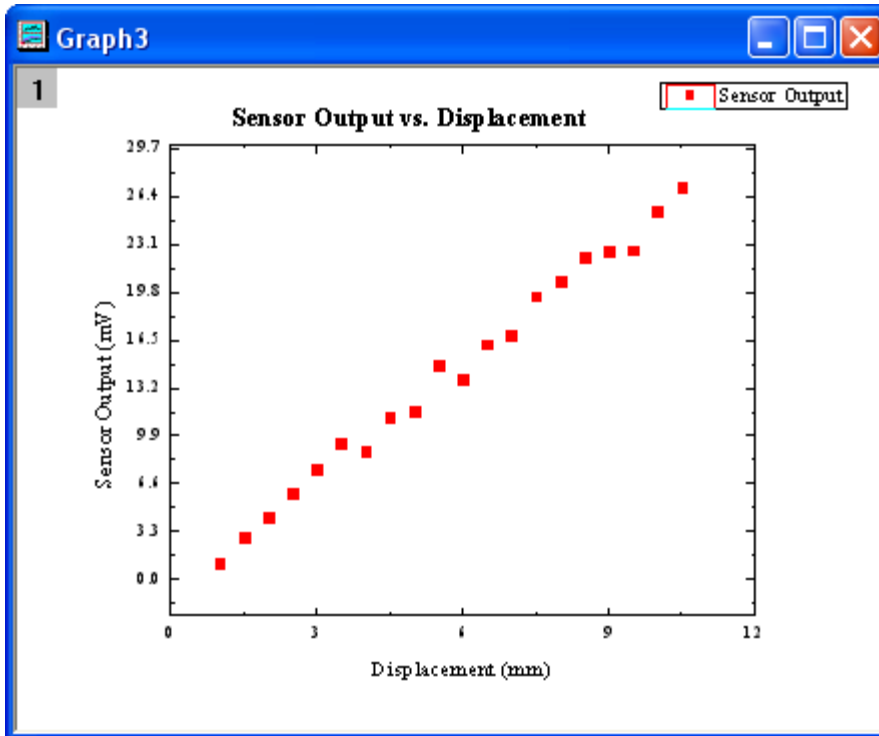 Graph3
1
Sensor Output
Sensor Output vs. Displacement
29.7
26.4
23.1
19.8
16.5
13.2
9.9
6.6
3.3
0.0
Sensor Output (mV)
0 3 6 9 12
Displacement (mm)